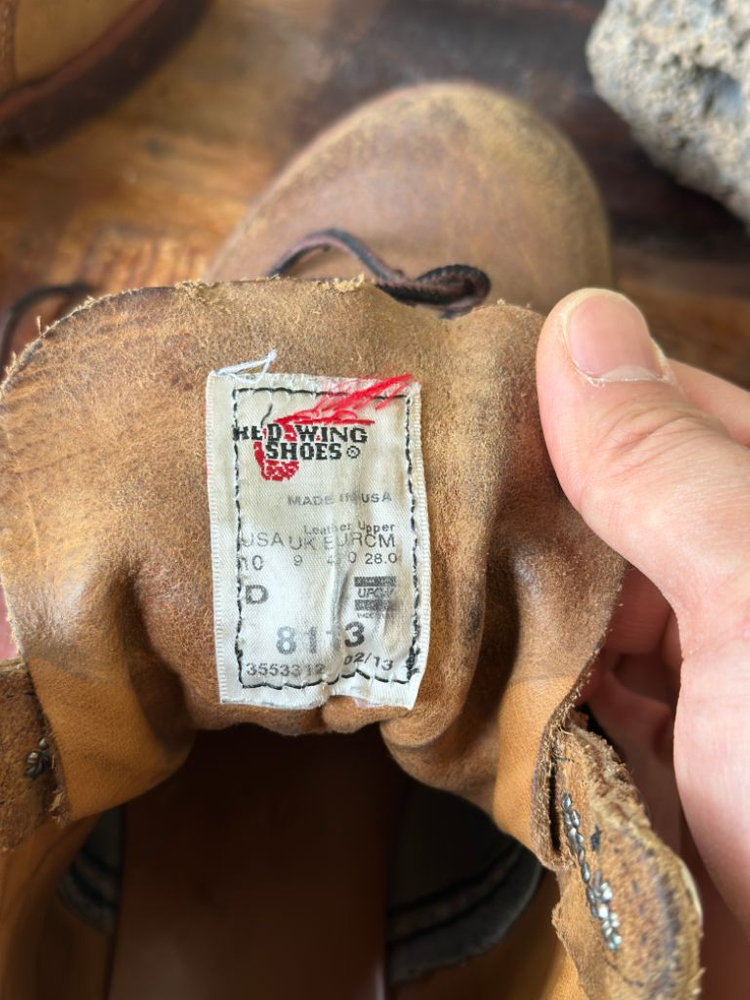 RED WING
SHOES®
MADE IN USA
Leather Upper
USA UK EUR CM
10 9 28.0
D
8113
3553312 02/13